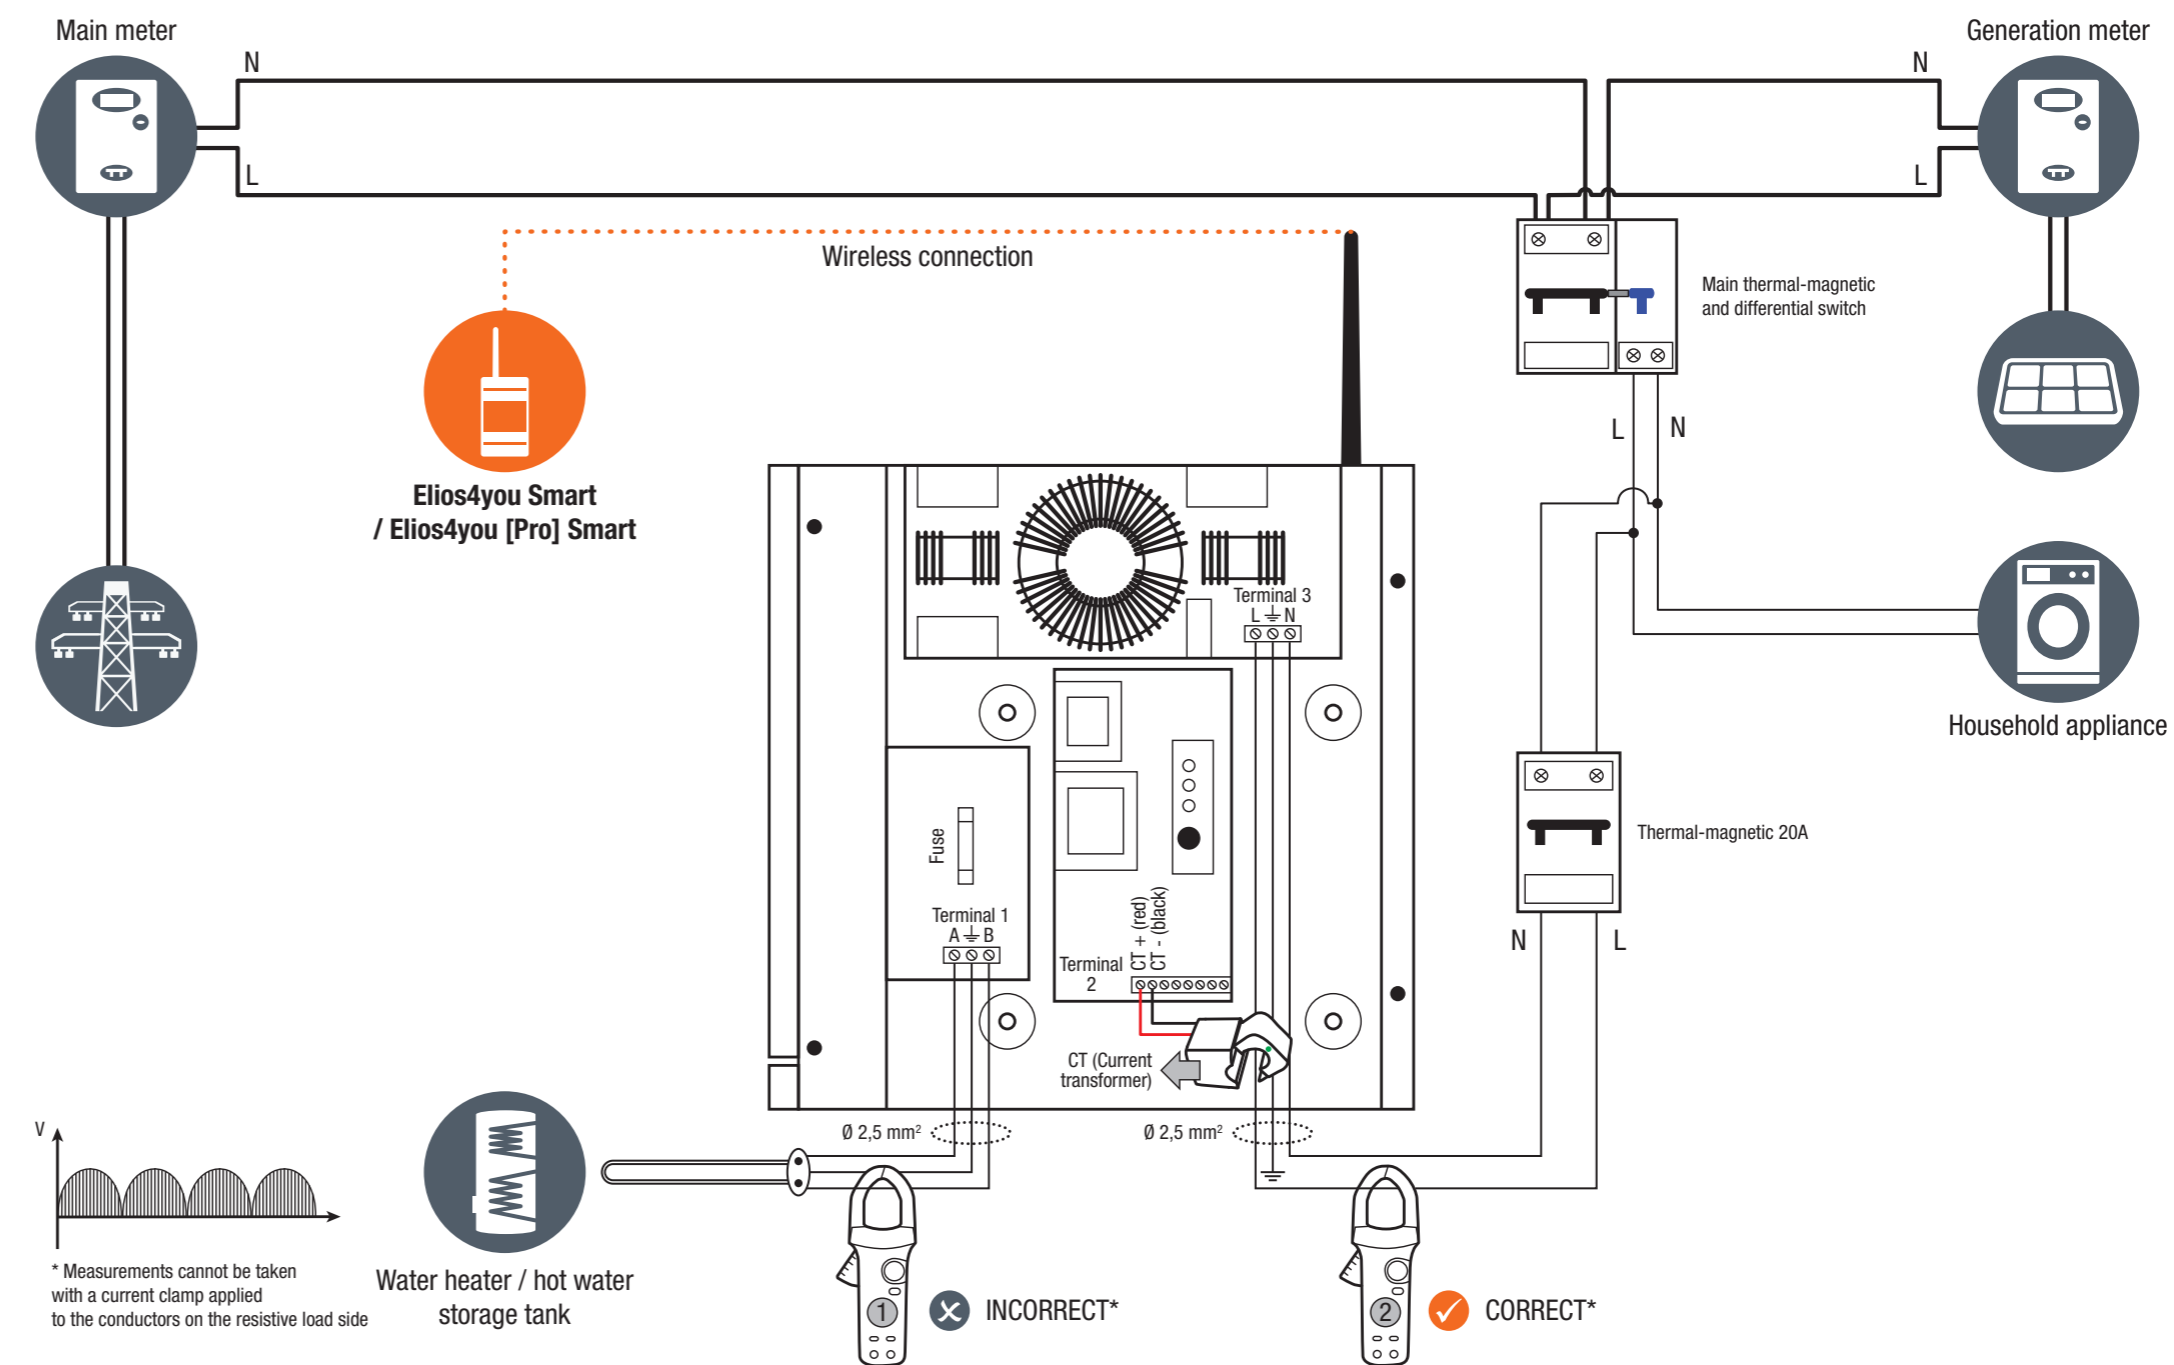 Main meter
Generation meter
N
N
L
L
Wireless connection
Main thermal-magnetic
and differential switch
L
N
Elios4you Smart
/ Elios4you [Pro] Smart
Terminal 3
L N
Household appliance
Fuse
Thermal-magnetic 20A
CT + (red)
CT - (black)
Terminal 1
A B
Terminal
2
N
L
CT (Current
transformer)
Ø 2,5 mm²
Ø 2,5 mm²
V
* Measurements cannot be taken
with a current clamp applied
to the conductors on the resistive load side
Water heater / hot water
storage tank
1
INCORRECT*
2
CORRECT*